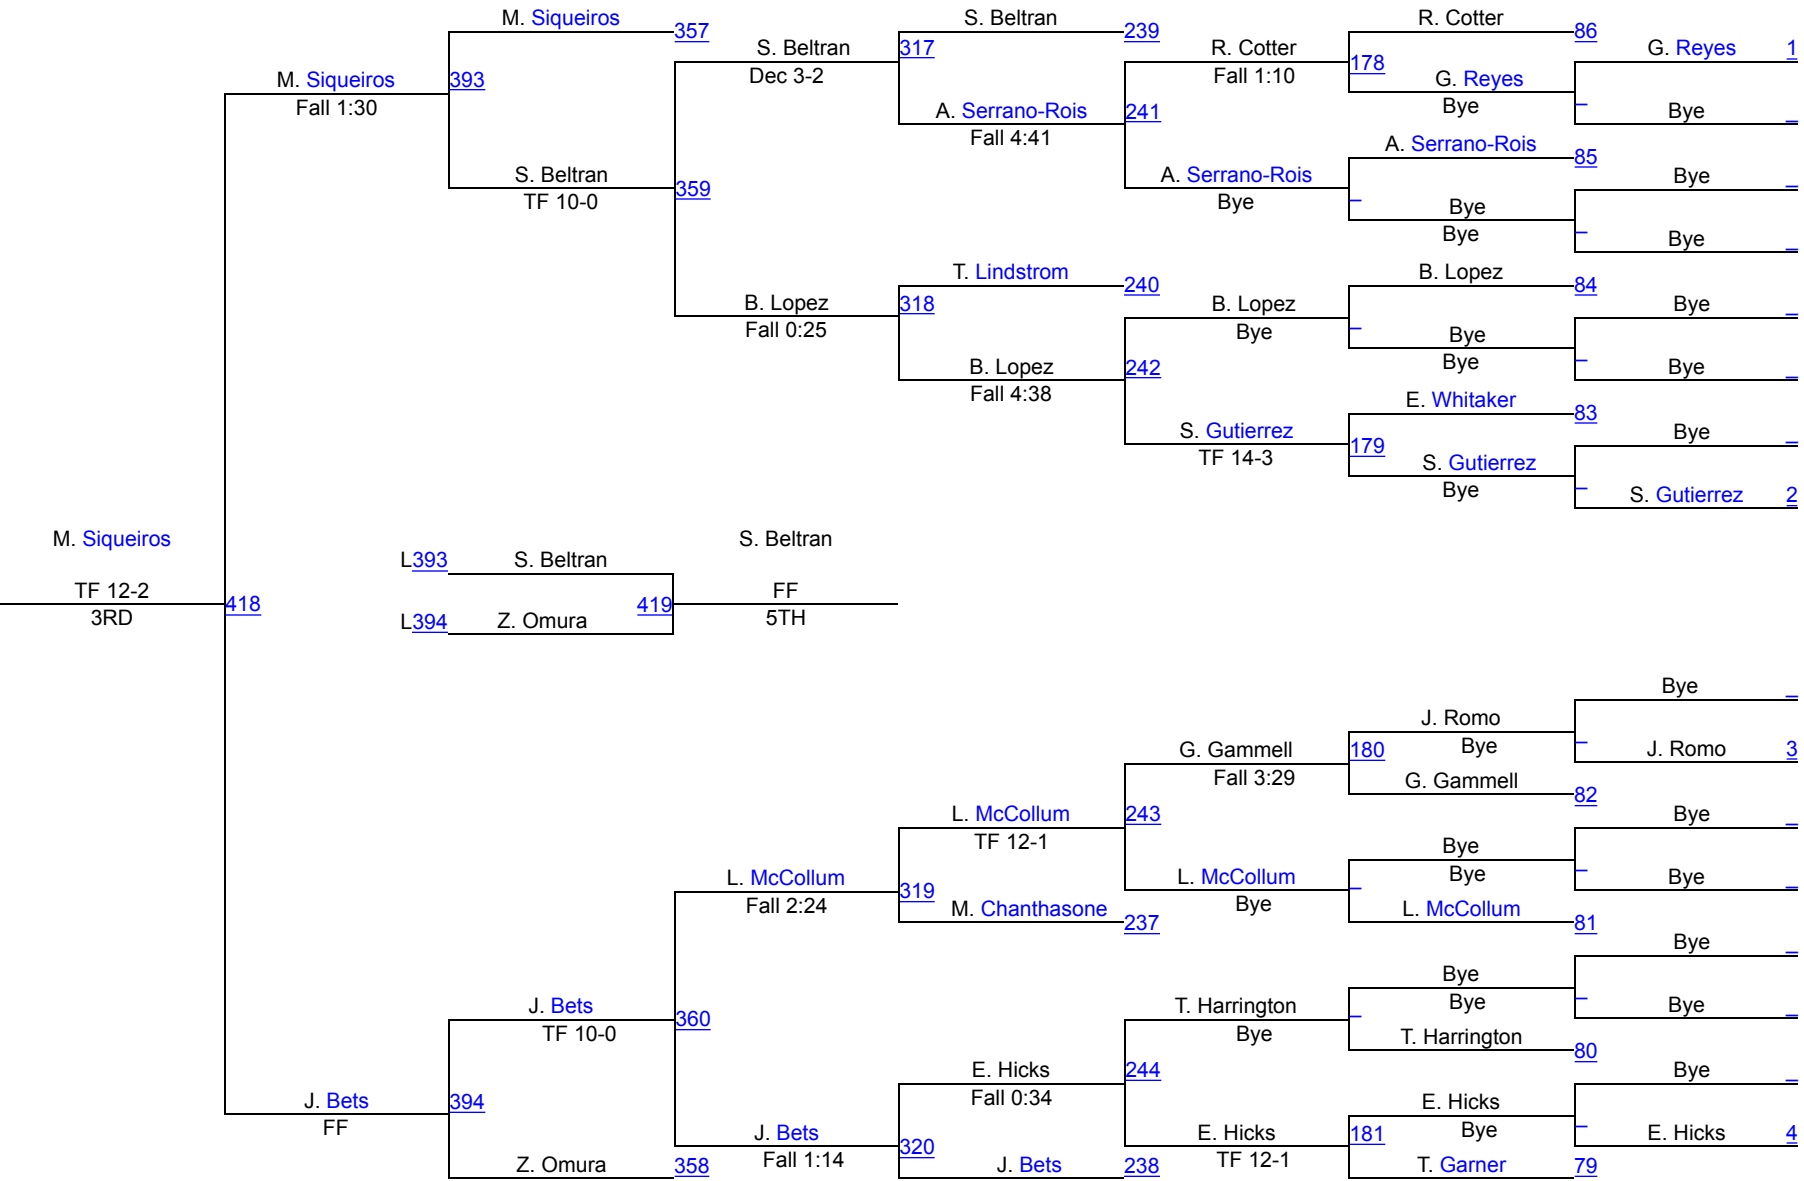 M. Siqueiros
357
S. Beltran
239
R. Cotter
86
G. Reyes
1
S. Beltran
317
Dec 3-2
R. Cotter
178
Fall 1:10
M. Siqueiros
393
Fall 1:30
G. Reyes
Bye
Bye
A. Serrano-Rois
241
Fall 4:41
A. Serrano-Rois
85
S. Beltran
359
TF 10-0
A. Serrano-Rois
Bye
Bye
Bye
Bye
Bye
T. Lindstrom
240
B. Lopez
84
B. Lopez
318
Fall 0:25
B. Lopez
Bye
Bye
Bye
Bye
B. Lopez
242
Fall 4:38
Bye
E. Whitaker
83
S. Gutierrez
179
TF 14-3
Bye
S. Gutierrez
Bye
S. Gutierrez
2
M. Siqueiros
TF 12-2
418
3RD
L393
S. Beltran
L394
Z. Omura
419
S. Beltran
FF
5TH
Bye
J. Romo
Bye
J. Romo
3
G. Gammell
180
Fall 3:29
G. Gammell
82
L. McCollum
243
TF 12-1
Bye
Bye
Bye
Bye
L. McCollum
319
Fall 2:24
L. McCollum
Bye
M. Chanthasone
237
L. McCollum
81
Bye
Bye
Bye
Bye
J. Bets
360
TF 10-0
T. Harrington
Bye
T. Harrington
80
E. Hicks
244
Fall 0:34
Bye
J. Bets
394
FF
E. Hicks
Bye
E. Hicks
4
J. Bets
320
Fall 1:14
E. Hicks
181
TF 12-1
Z. Omura
358
J. Bets
238
T. Garner
79